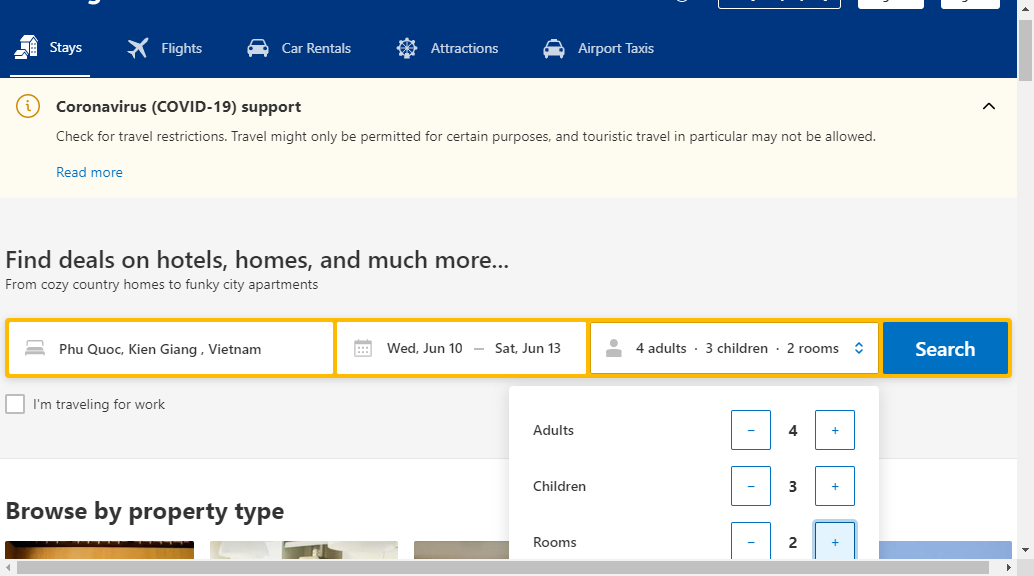 Stays
Flights
Car Rentals
Attractions
Airport Taxis
Coronavirus (COVID-19) support
Check for travel restrictions. Travel might only be permitted for certain purposes, and touristic travel in particular may not be allowed.
Read more
Find deals on hotels, homes, and much more...
From cozy country homes to funky city apartments
Phu Quoc, Kien Giang , Vietnam
Wed, Jun 10 — Sat, Jun 13
4 adults · 3 children · 2 rooms
Search
I'm traveling for work
Adults − 4 +
Children − 3 +
Rooms − 2 +
Browse by property type